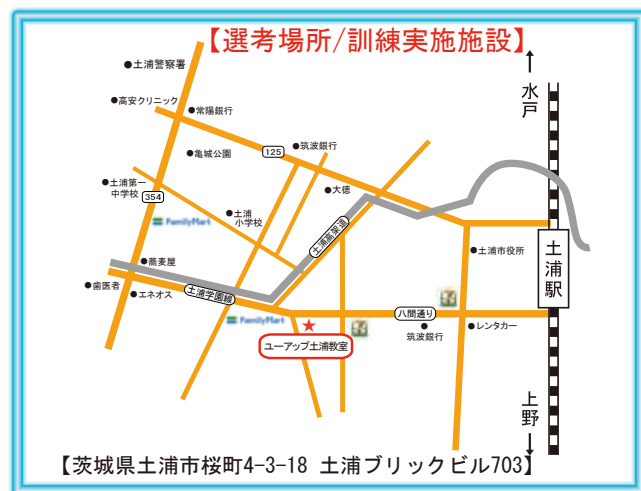 【選考場所/訓練実施施設】
●土浦警察署
水戸
●高安クリニック
●常陽銀行
●筑波銀行
125
●亀城公園
●土浦第一
中学校
●大徳
354
●土浦
小学校
FamilyMart
土浦高架道
●土浦市役所
土浦駅
●蕎麦屋
●歯医者
●エネオス
土浦学園線
FamilyMart
八間通り
●
筑波銀行
●レンタカー
★
ユーアップ土浦教室
上野
【茨城県土浦市桜町4-3-18 土浦ブリックビル703】